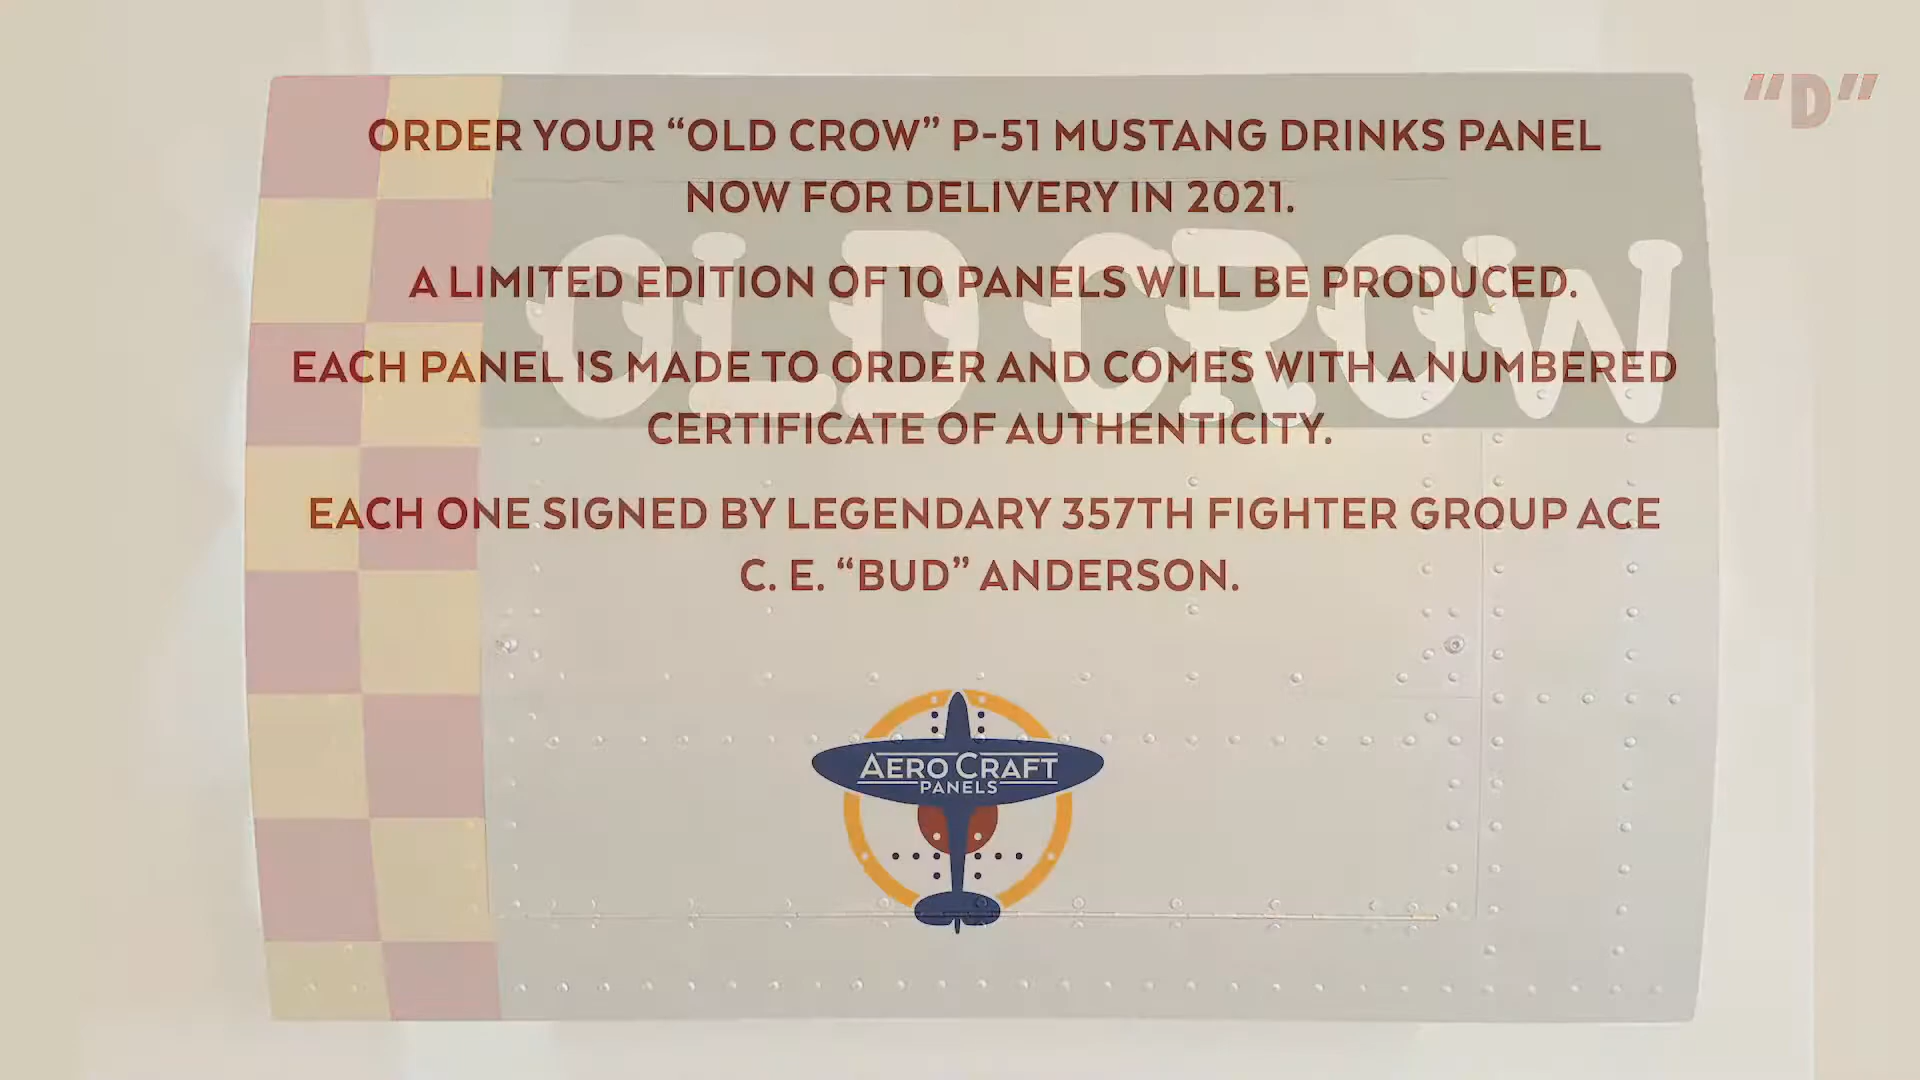 “D”
ORDER YOUR “OLD CROW” P-51 MUSTANG DRINKS PANEL
NOW FOR DELIVERY IN 2021.
OLD CROW
A LIMITED EDITION OF 10 PANELS WILL BE PRODUCED.
EACH PANEL IS MADE TO ORDER AND COMES WITH A NUMBERED
CERTIFICATE OF AUTHENTICITY.
EACH ONE SIGNED BY LEGENDARY 357TH FIGHTER GROUP ACE
C. E. “BUD” ANDERSON.
AERO CRAFT
PANELS